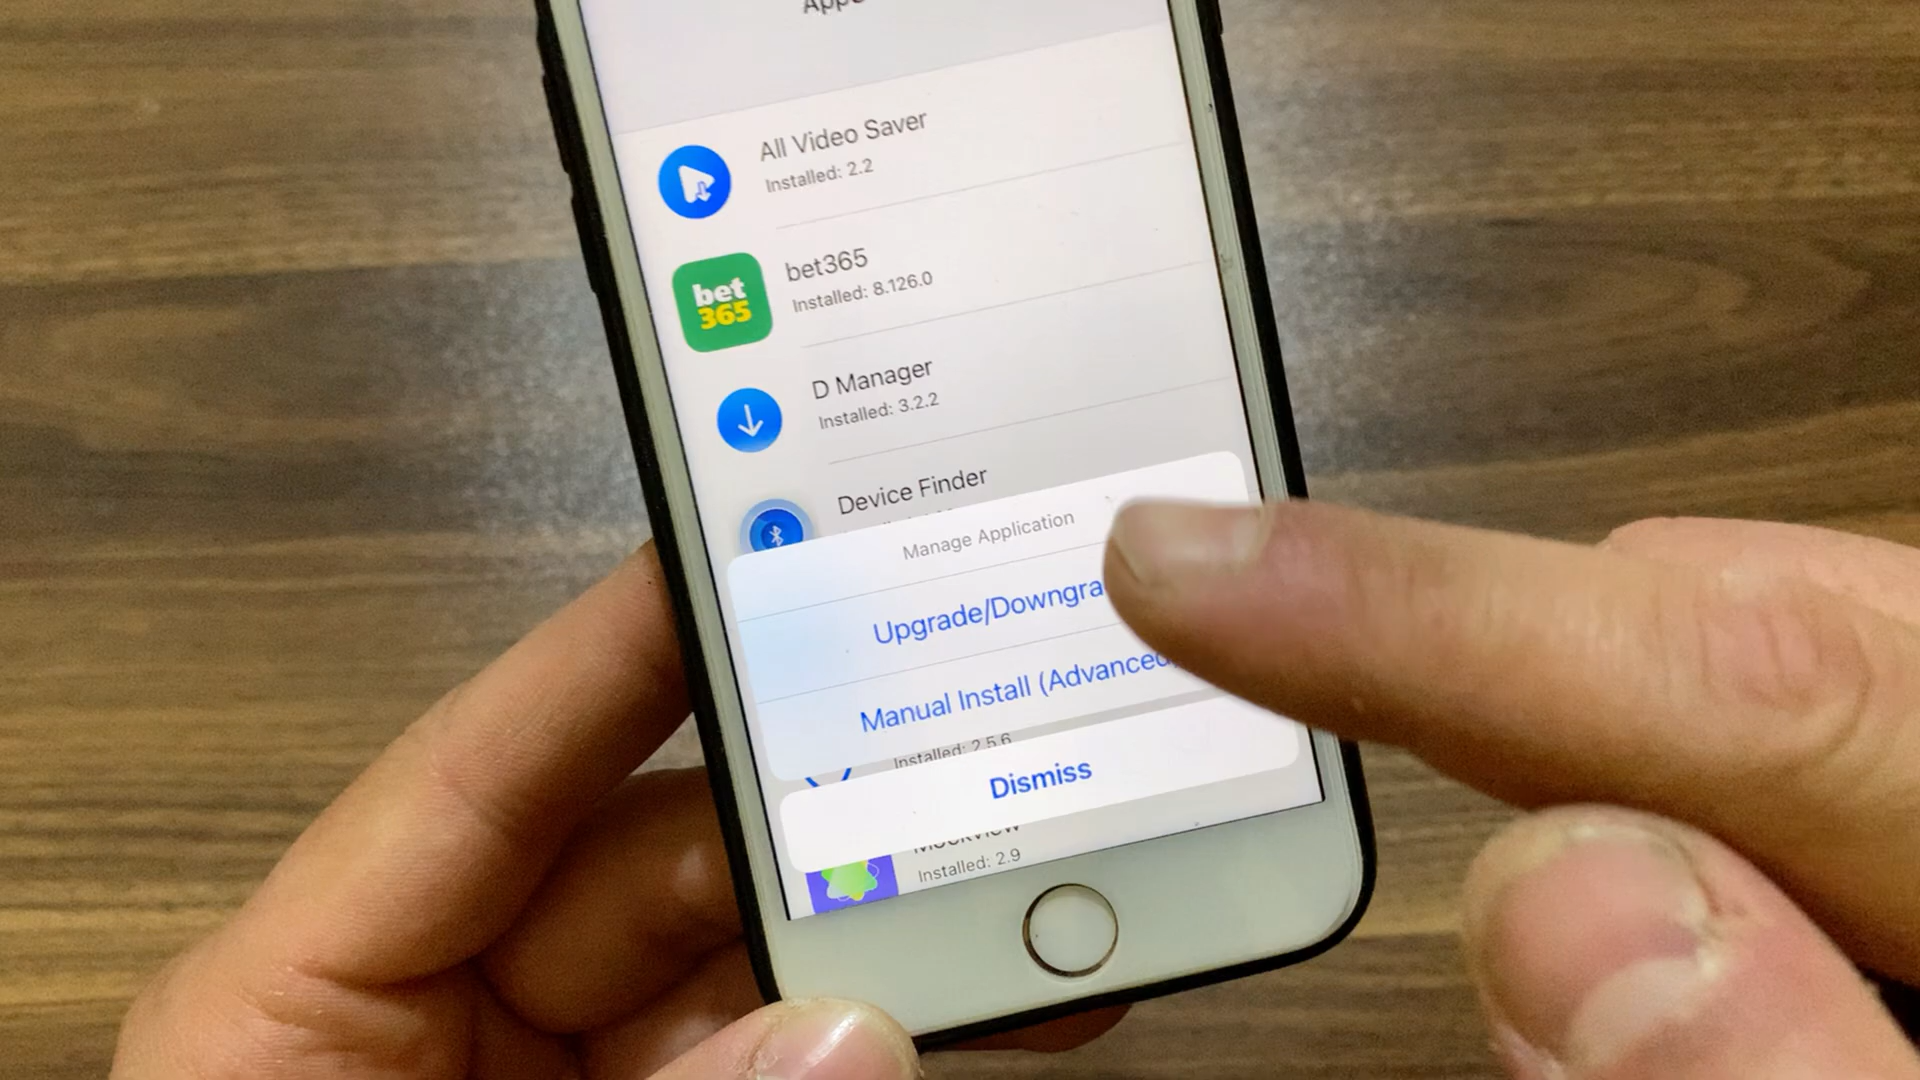 All Video Saver
Installed: 2.2
bet
365
bet365
Installed: 8.126.0
D Manager
Installed: 3.2.2
Device Finder
Manage Application
Upgrade/Downgra
Manual Install (Advanced
Installed: 2.5.6
Dismiss
Installed: 2.9